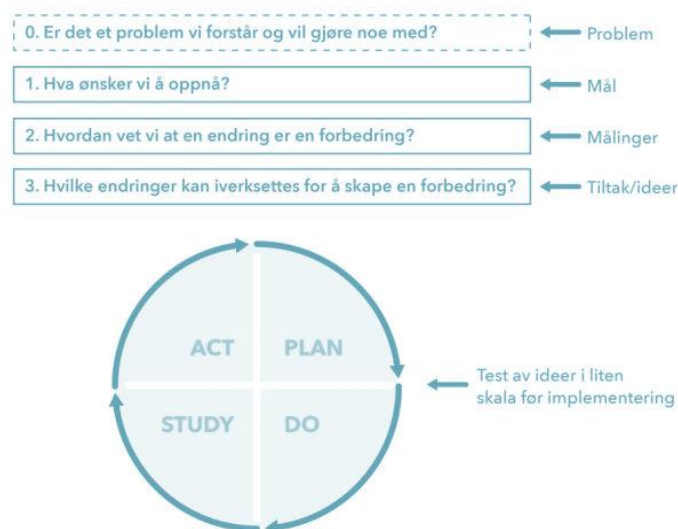 0. Er det et problem vi forstår og vil gjøre noe med?
Problem
1. Hva ønsker vi å oppnå?
Mål
2. Hvordan vet vi at en endring er en forbedring?
Målinger
3. Hvilke endringer kan iverksettes for å skape en forbedring?
Tiltak/ideer
ACT
PLAN
STUDY
DO
Test av ideer i liten
skala før implementering